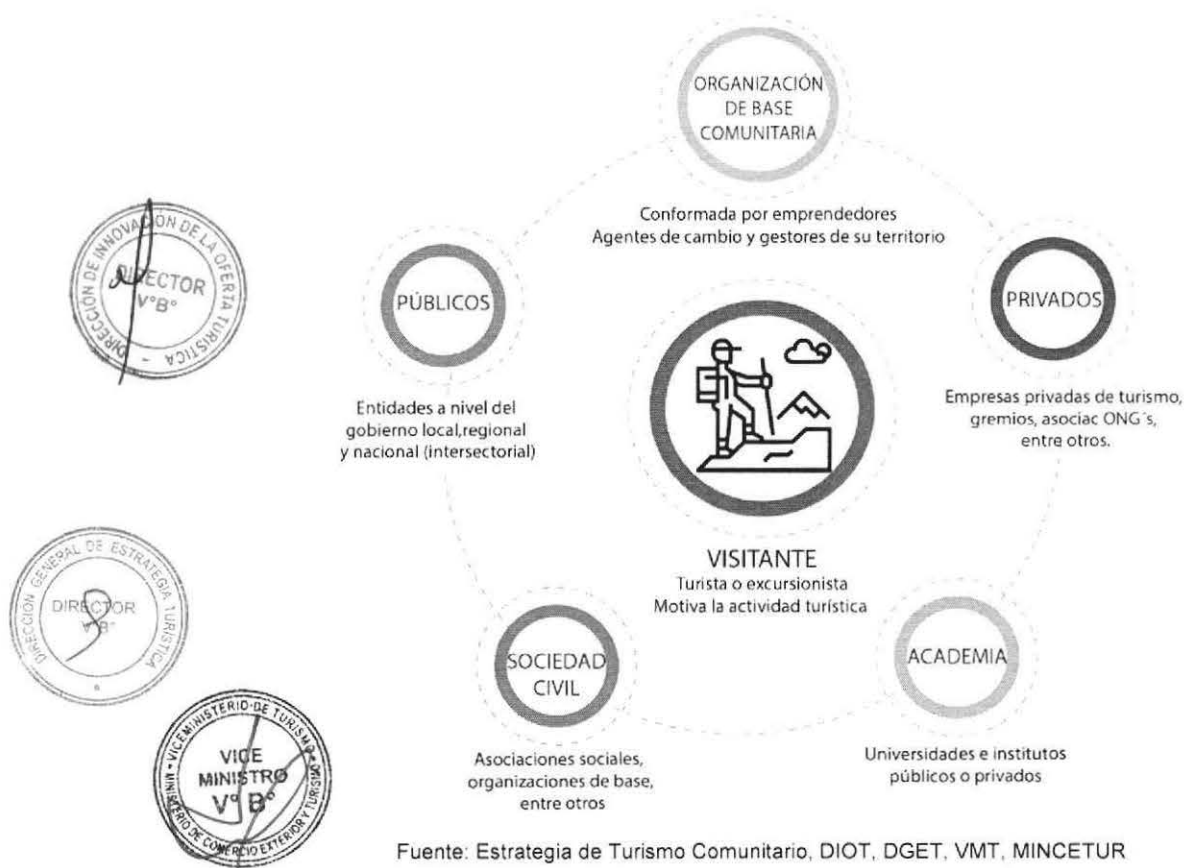 ORGANIZACIÓN
DE BASE
COMUNITARIA
Conformada por emprendedores
Agentes de cambio y gestores de su territorio
PÚBLICOS
Entidades a nivel del
gobierno local,regional
y nacional (intersectorial)
PRIVADOS
Empresas privadas de turismo,
gremios, asociac ONG´s,
entre otros.
VISITANTE
Turista o excursionista
Motiva la actividad turística
SOCIEDAD
CIVIL
Asociaciones sociales,
organizaciones de base,
entre otros
ACADEMIA
Universidades e institutos
públicos o privados
DIRECCIÓN DE INNOVACIÓN DE LA OFERTA TURISTICA
DIRECTOR
V°B°
DIRECCIÓN GENERAL DE ESTRATEGIA TURÍSTICA
DIRECTOR
V°B°
VICEMINISTERIO DE TURISMO
MINISTERIO DE COMERCIO EXTERIOR Y TURISMO
VICE
MINISTRO
V° B°
Fuente: Estrategia de Turismo Comunitario, DIOT, DGET, VMT, MINCETUR